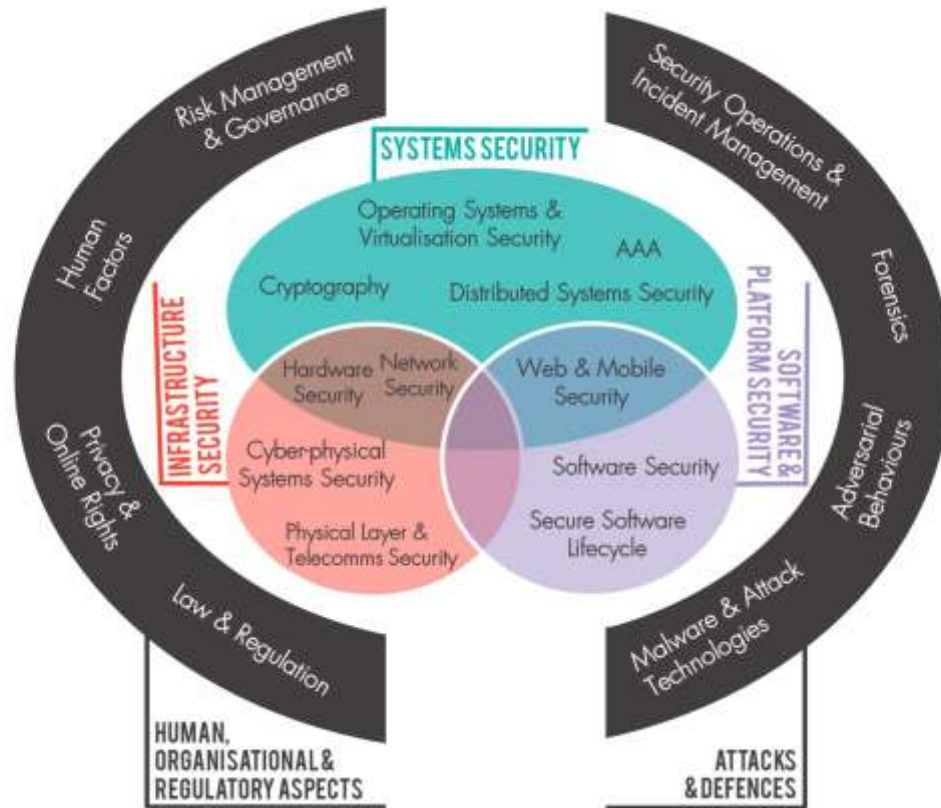 Risk Management
& Governance
Human
Factors
Privacy &
Online Rights
Law & Regulation
HUMAN,
ORGANISATIONAL &
REGULATORY ASPECTS
SYSTEMS SECURITY
Operating Systems &
Virtualisation Security
AAA
Cryptography
Distributed Systems Security
INFRASTRUCTURE
SECURITY
Hardware
Security
Network
Security
Cyber-physical
Systems Security
Physical Layer &
Telecomms Security
Web & Mobile
Security
Software Security
Secure Software
Lifecycle
SOFTWARE &
PLATFORM SECURITY
Security Operations &
Incident Management
Forensics
Adversarial
Behaviours
Malware & Attack
Technologies
ATTACKS
& DEFENCES